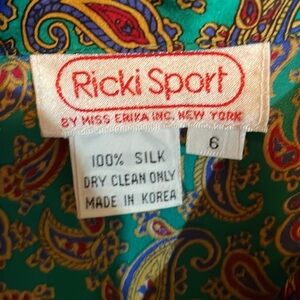 Ricki Sport
BY MISS ERIKA INC. NEW YORK
6
100% SILK
DRY CLEAN ONLY
MADE IN KOREA